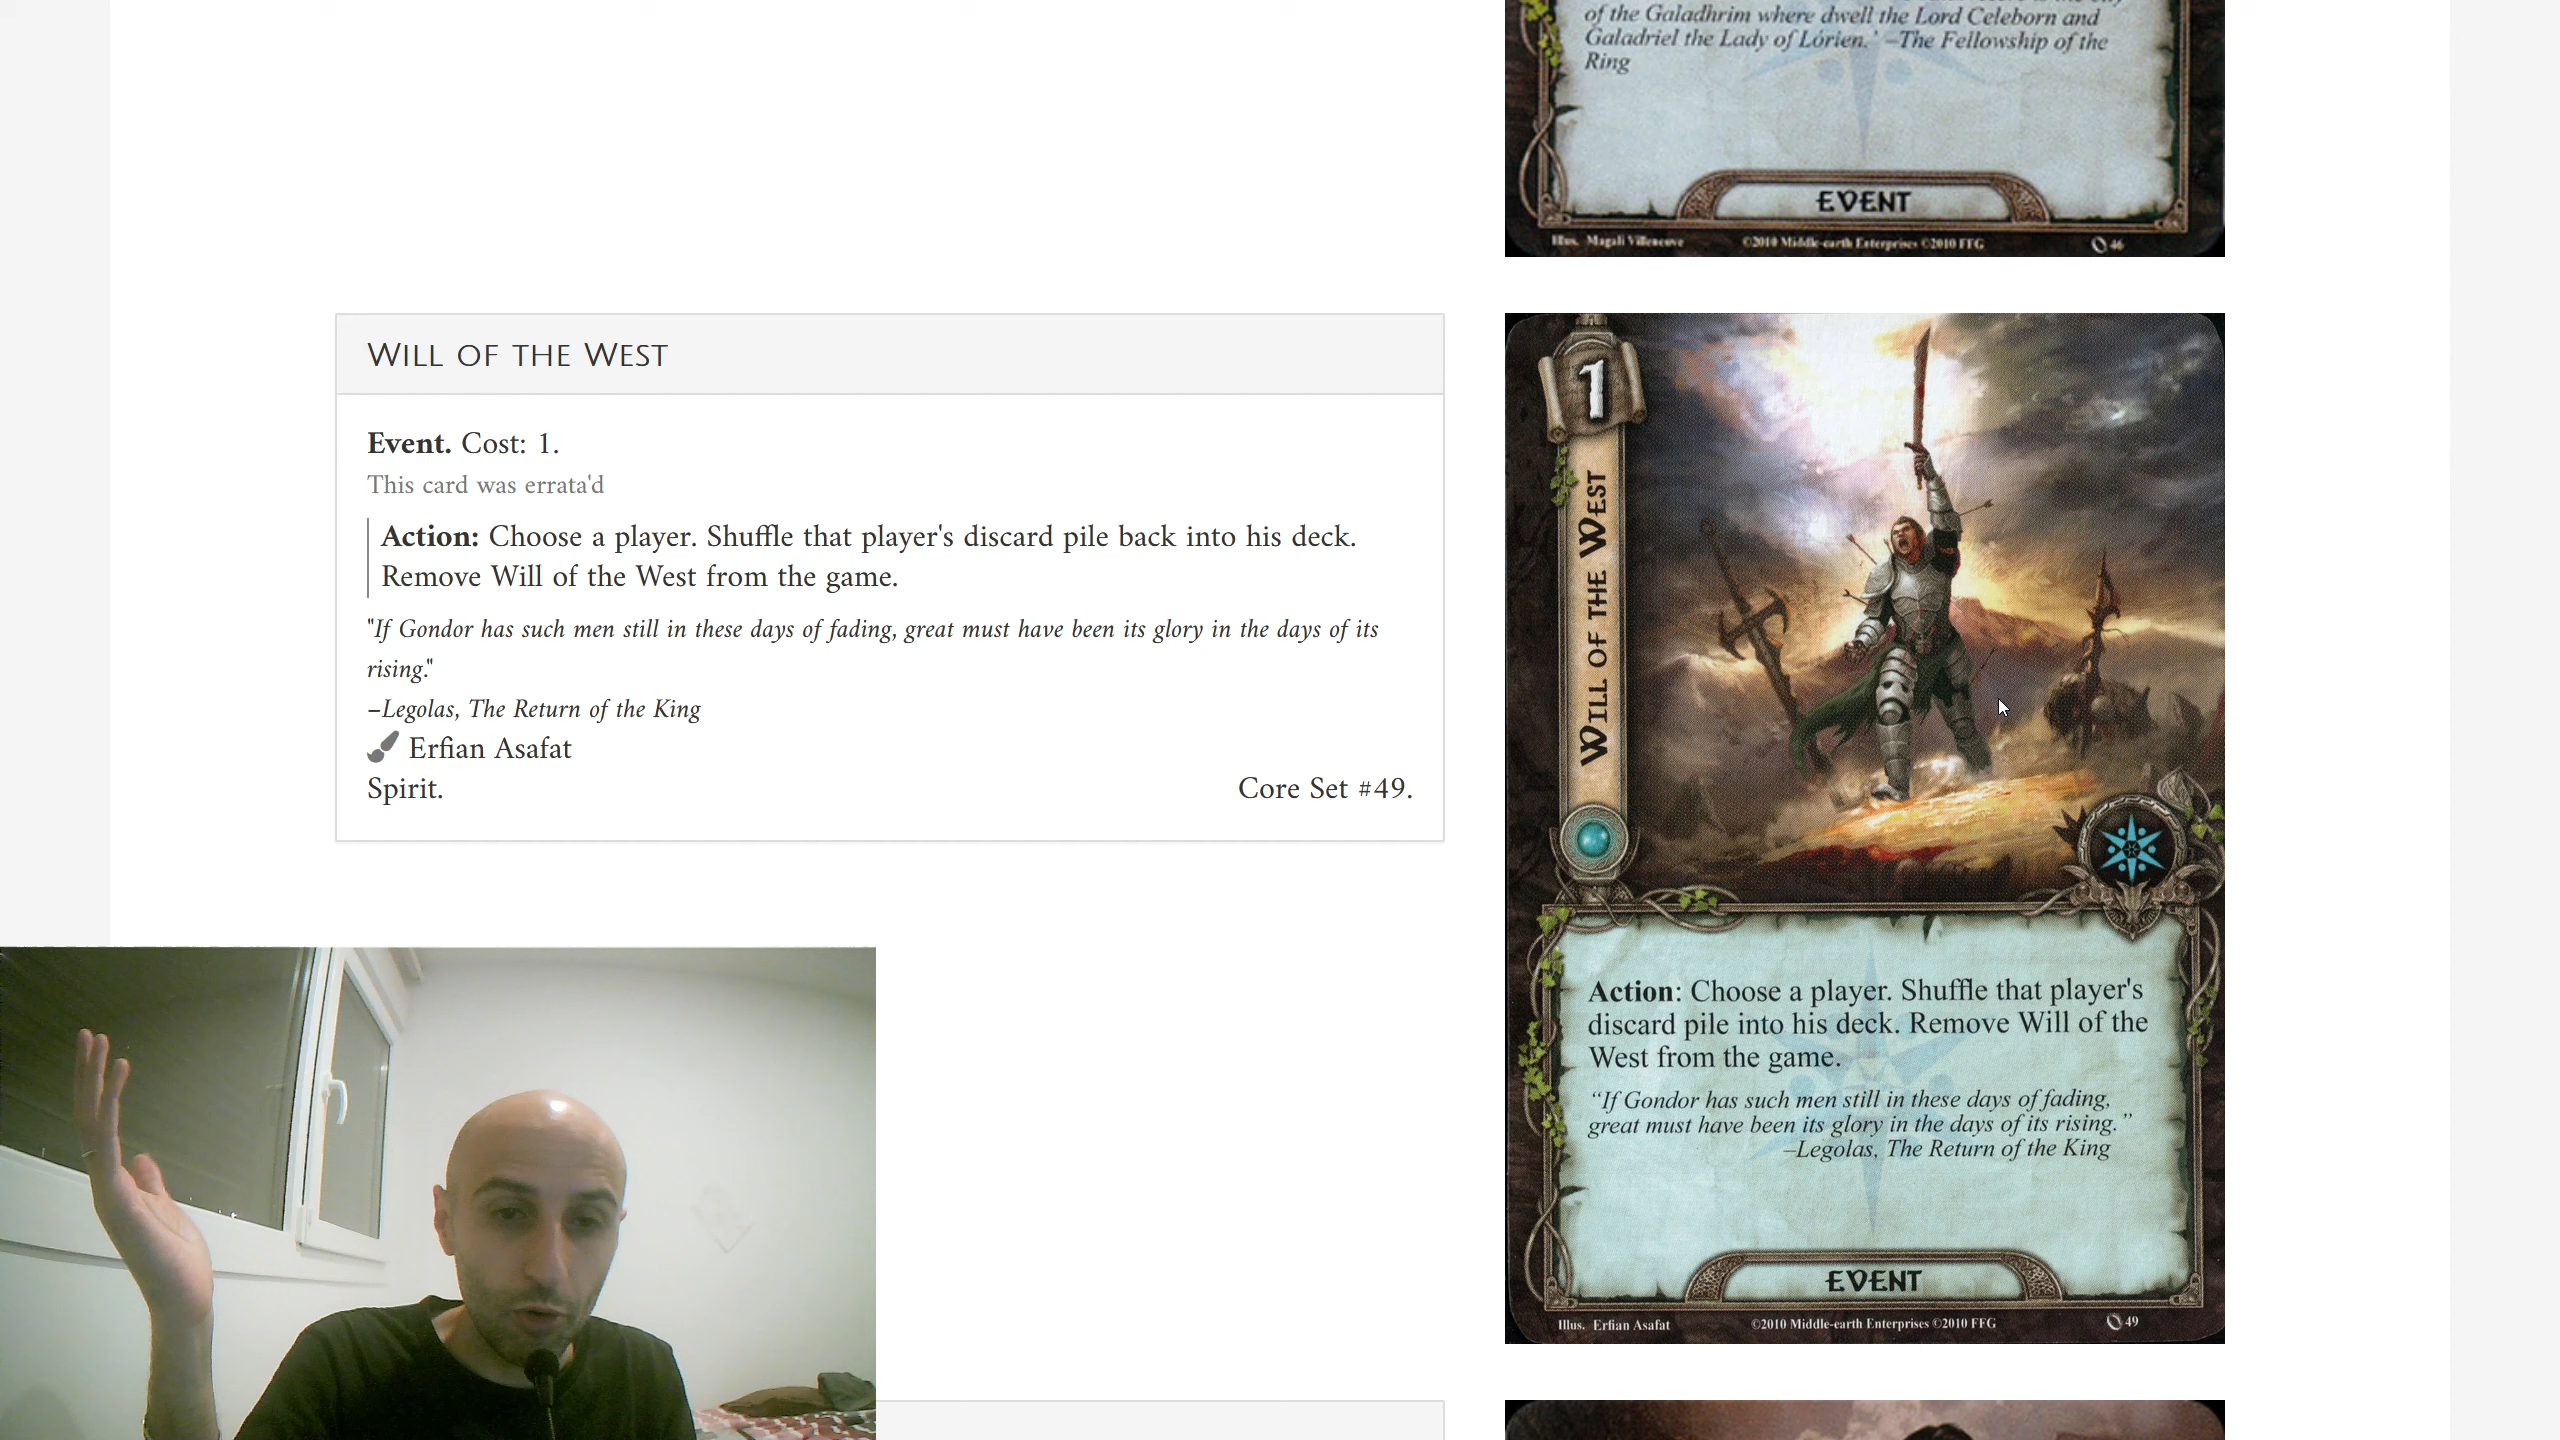 of the Galadhrim where dwell the Lord Celeborn and
Galadriel the Lady of Lórien.' –The Fellowship of the
Ring
EVENT
Illus. Magali Villeneuve
©2010 Middle-earth Enterprises ©2010 FFG
46
WILL OF THE WEST
Event. Cost: 1.
This card was errata'd
Action: Choose a player. Shuffle that player's discard pile back into his deck.
Remove Will of the West from the game.
"If Gondor has such men still in these days of fading, great must have been its glory in the days of its
rising."
–Legolas, The Return of the King
Erfian Asafat
Spirit.
Core Set #49.
1
WILL OF THE WEST
Action: Choose a player. Shuffle that player's
discard pile into his deck. Remove Will of the
West from the game.
“If Gondor has such men still in these days of fading,
great must have been its glory in the days of its rising.”
–Legolas, The Return of the King
EVENT
Illus. Erfian Asafat
©2010 Middle-earth Enterprises ©2010 FFG
49